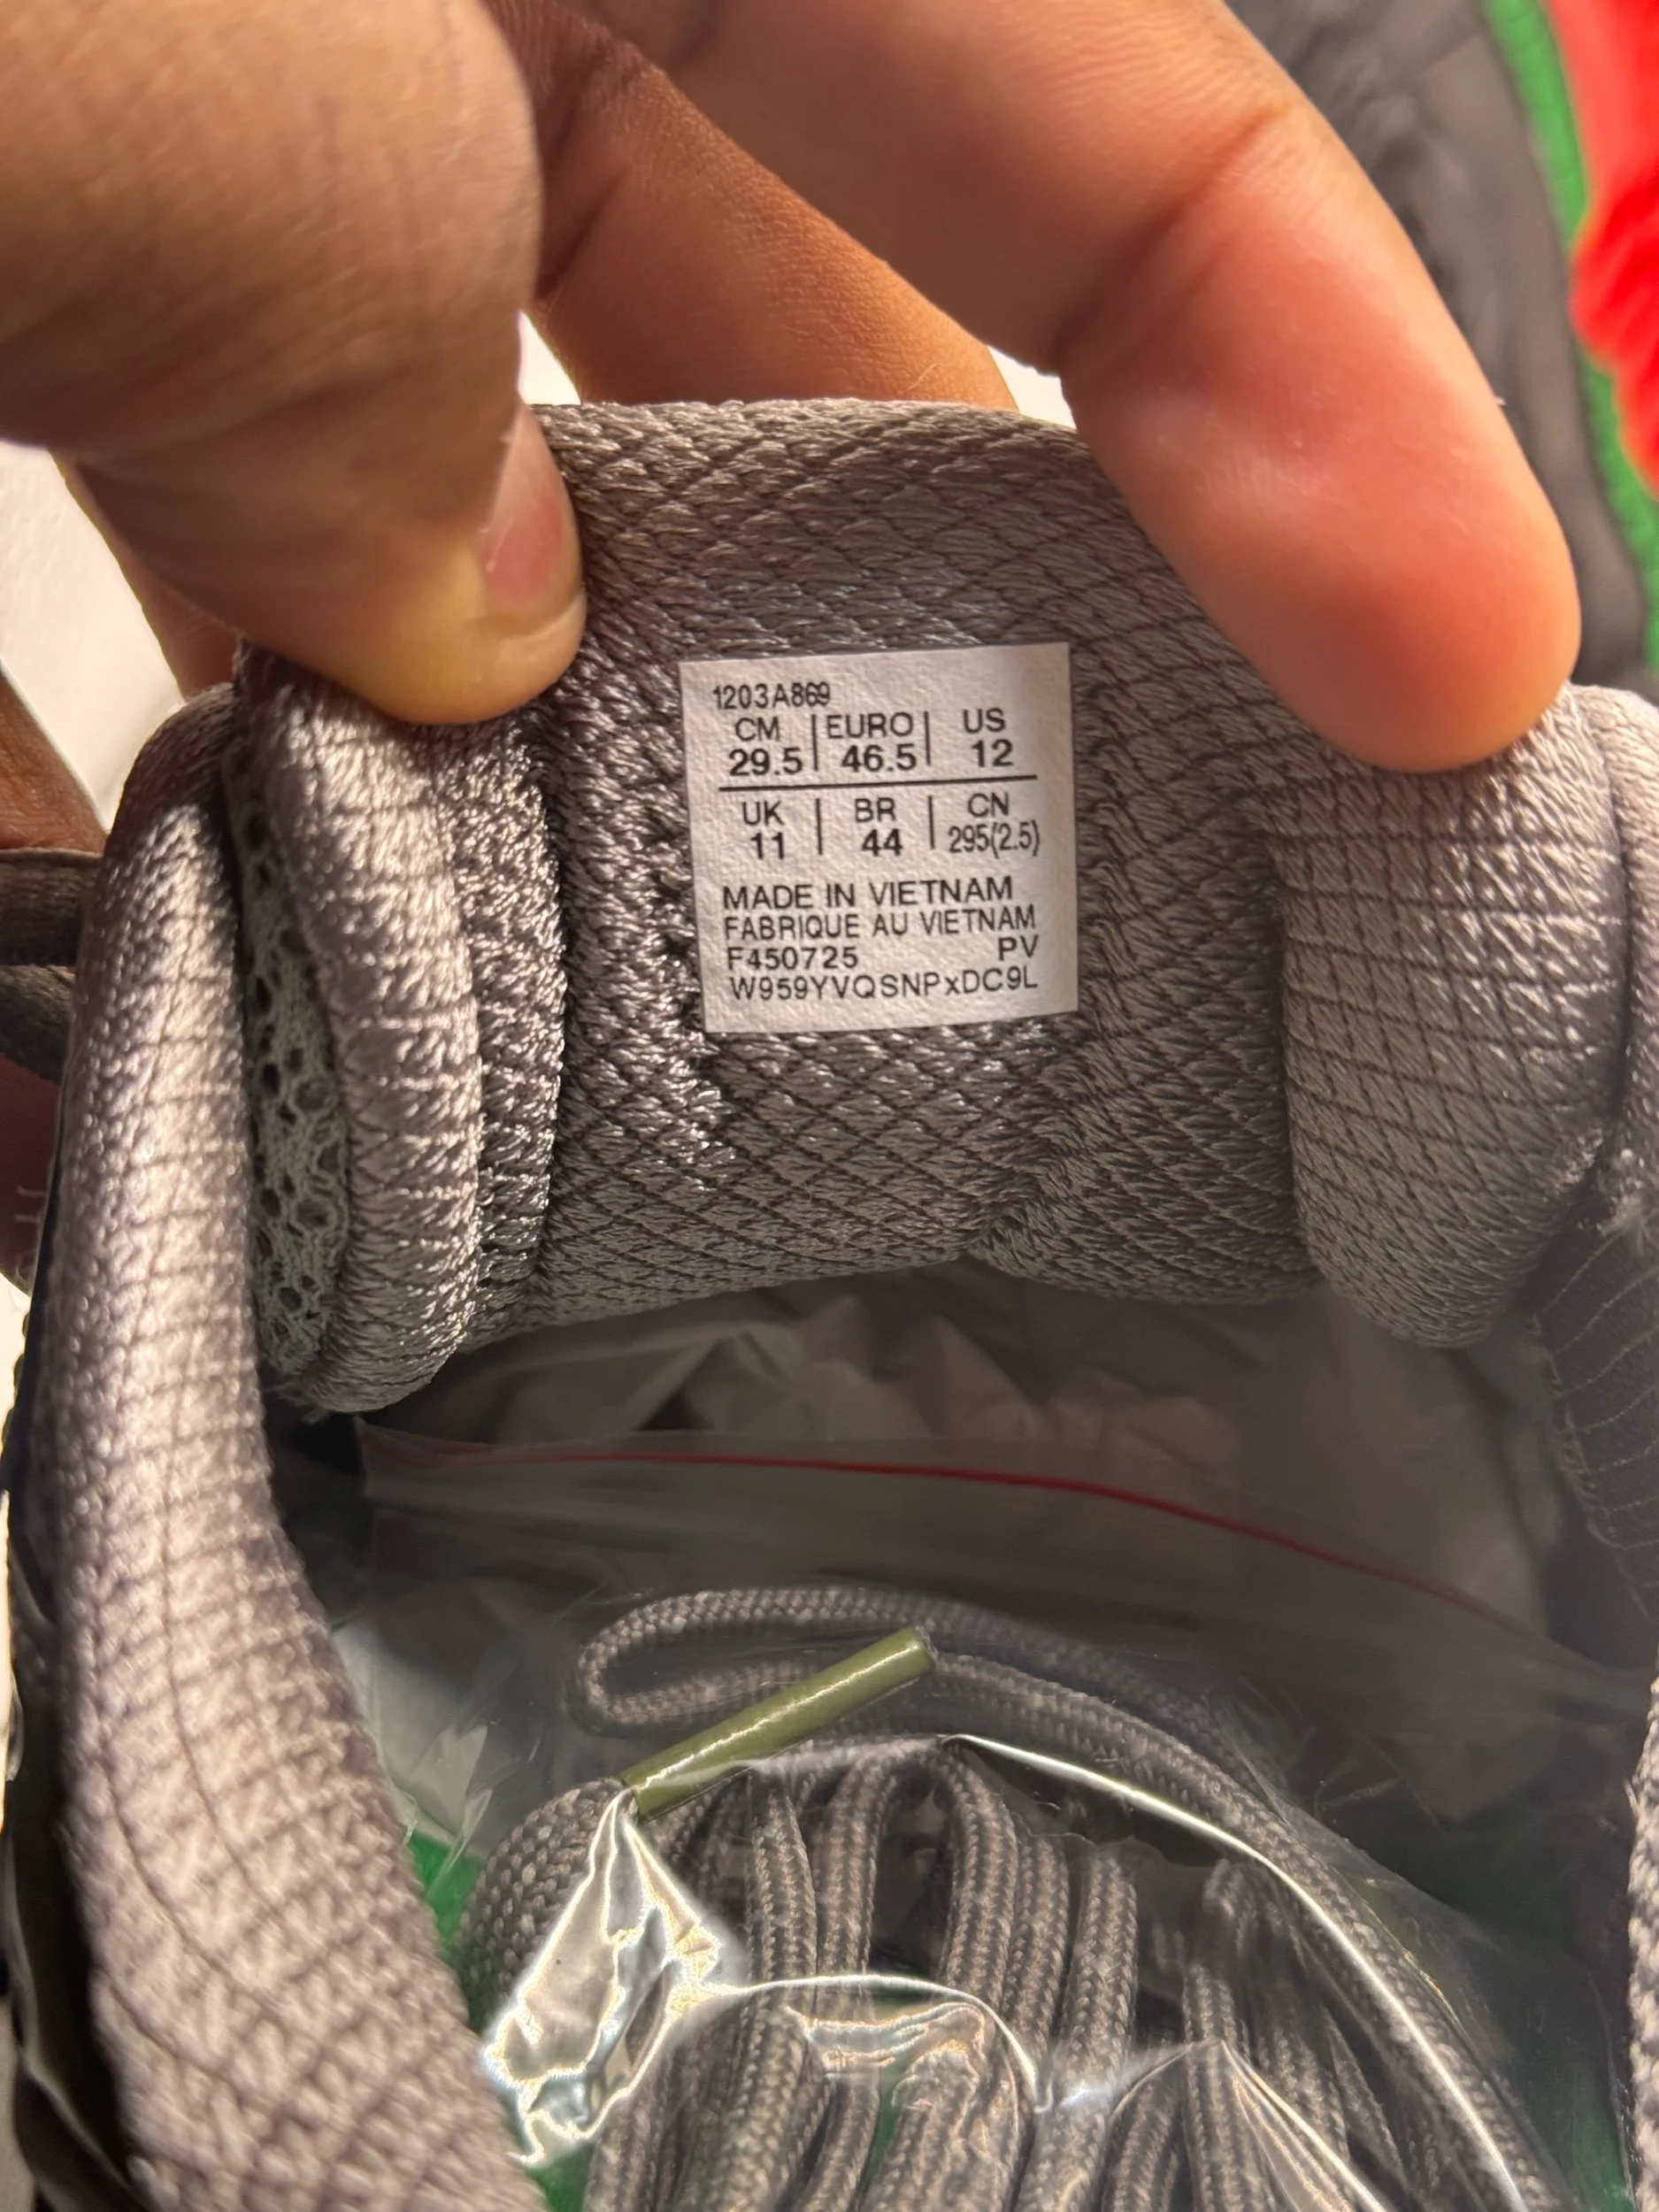 1203A869
CM | EURO | US
29.5 | 46.5 | 12
UK | BR | CN
11 | 44 | 295(2.5)
MADE IN VIETNAM
FABRIQUE AU VIETNAM
F450725 PV
W959YVQSNPxDC9L